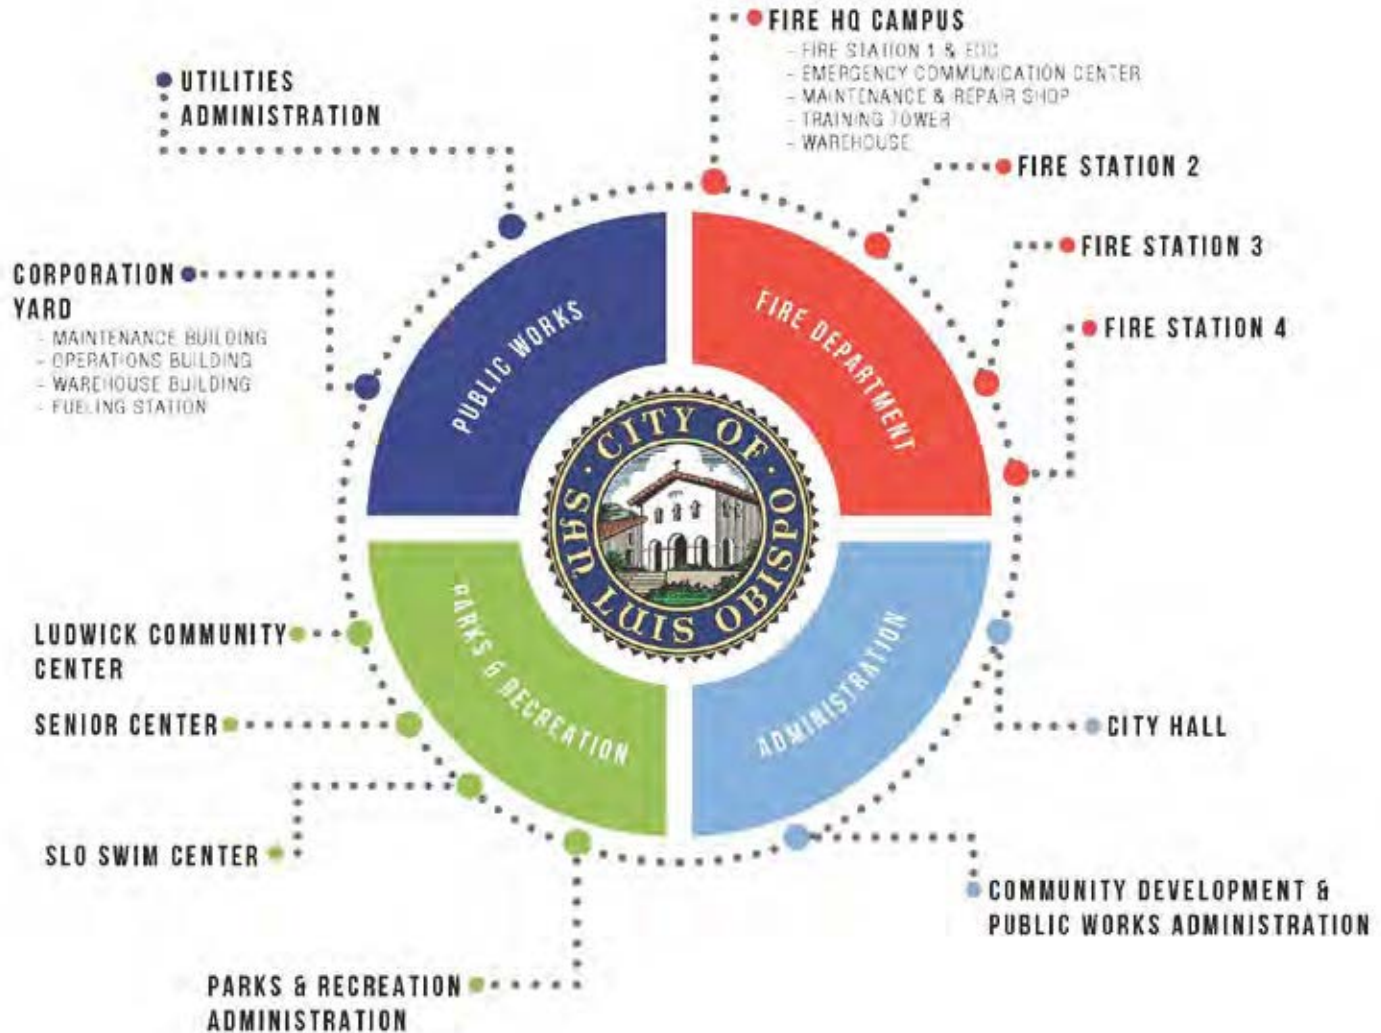 FIRE HQ CAMPUS
- FIRE STATION 1 & EOC
- EMERGENCY COMMUNICATION CENTER
- MAINTENANCE & REPAIR SHOP
- TRAINING TOWER
- WAREHOUSE
UTILITIES
ADMINISTRATION
FIRE STATION 2
FIRE STATION 3
FIRE STATION 4
CORPORATION
YARD
- MAINTENANCE BUILDING
- OPERATIONS BUILDING
- WAREHOUSE BUILDING
- FUELING STATION
PUBLIC WORKS
FIRE DEPARTMENT
· CITY OF ·
SAN LUIS OBISPO
PARKS & RECREATION
ADMINISTRATION
LUDWICK COMMUNITY
CENTER
SENIOR CENTER
SLO SWIM CENTER
PARKS & RECREATION
ADMINISTRATION
CITY HALL
COMMUNITY DEVELOPMENT &
PUBLIC WORKS ADMINISTRATION